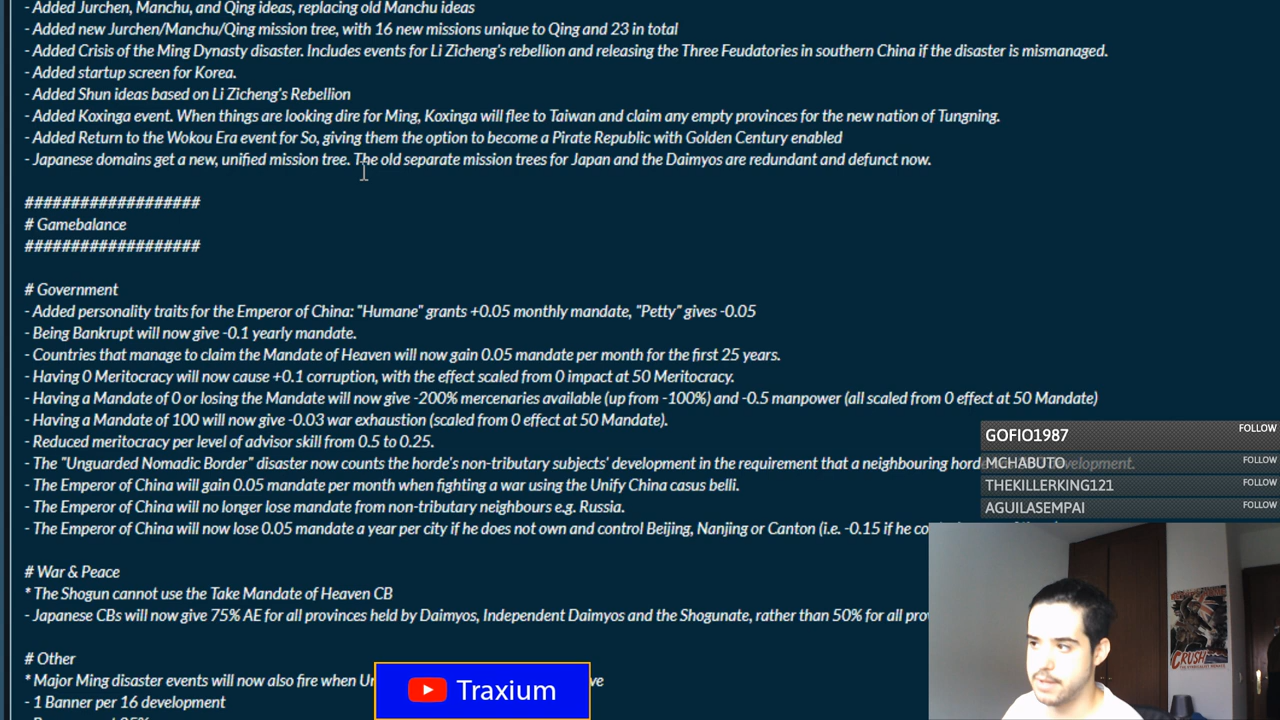 - Added Jurchen, Manchu, and Qing ideas, replacing old Manchu ideas
- Added new Jurchen/Manchu/Qing mission tree, with 16 new missions unique to Qing and 23 in total
- Added Crisis of the Ming Dynasty disaster. Includes events for Li Zicheng's rebellion and releasing the Three Feudatories in southern China if the disaster is mismanaged.
- Added startup screen for Korea.
- Added Shun ideas based on Li Zicheng's Rebellion
- Added Koxinga event. When things are looking dire for Ming, Koxinga will flee to Taiwan and claim any empty provinces for the new nation of Tungning.
- Added Return to the Wokou Era event for So, giving them the option to become a Pirate Republic with Golden Century enabled
- Japanese domains get a new, unified mission tree. The old separate mission trees for Japan and the Daimyos are redundant and defunct now.
###################
# Gamebalance
###################
# Government
- Added personality traits for the Emperor of China: "Humane" grants +0.05 monthly mandate, "Petty" gives -0.05
- Being Bankrupt will now give -0.1 yearly mandate.
- Countries that manage to claim the Mandate of Heaven will now gain 0.05 mandate per month for the first 25 years.
- Having 0 Meritocracy will now cause +0.1 corruption, with the effect scaled from 0 impact at 50 Meritocracy.
- Having a Mandate of 0 or losing the Mandate will now give -200% mercenaries available (up from -100%) and -0.5 manpower (all scaled from 0 effect at 50 Mandate)
- Having a Mandate of 100 will now give -0.03 war exhaustion (scaled from 0 effect at 50 Mandate).
- Reduced meritocracy per level of advisor skill from 0.5 to 0.25.
- The "Unguarded Nomadic Border" disaster now counts the horde's non-tributary subjects' development in the requirement that a neighbouring horde development.
- The Emperor of China will gain 0.05 mandate per month when fighting a war using the Unify China casus belli.
- The Emperor of China will no longer lose mandate from non-tributary neighbours e.g. Russia.
- The Emperor of China will now lose 0.05 mandate a year per city if he does not own and control Beijing, Nanjing or Canton (i.e. -0.15 if he
# War & Peace
* The Shogun cannot use the Take Mandate of Heaven CB
- Japanese CBs will now give 75% AE for all provinces held by Daimyos, Independent Daimyos and the Shogunate, rather than 50% for all
# Other
* Major Ming disaster events will now also fire when
- 1 Banner per 16 development
GOFIO1987 FOLLOW
MCHABUTO FOLLOW
THEKILLERKING121 FOLLOW
AGUILASEMPAI FOLLOW
CRUSH
Traxium